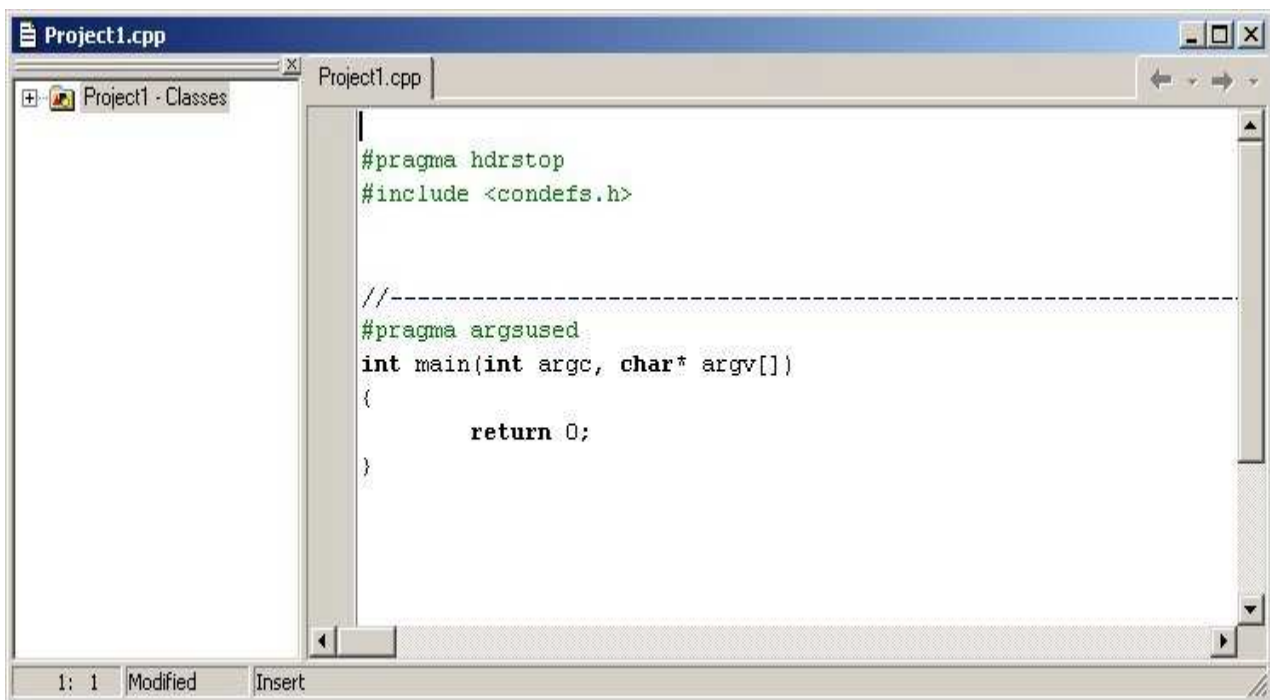 Project1.cpp
Project1 - Classes
Project1.cpp
#pragma hdrstop
#include <condefs.h>
//--------------------------------------------------------------
#pragma argsused
int main(int argc, char* argv[])
{
return 0;
}
1: 1 Modified Insert